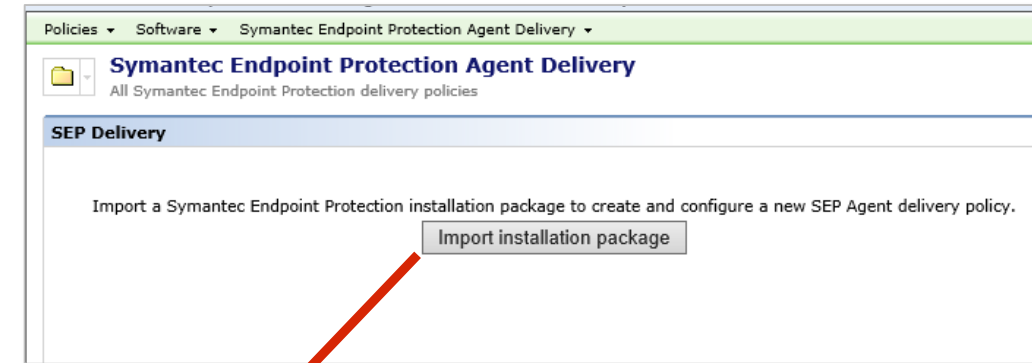 Policies Software Symantec Endpoint Protection Agent Delivery
Symantec Endpoint Protection Agent Delivery
All Symantec Endpoint Protection delivery policies
SEP Delivery
Import a Symantec Endpoint Protection installation package to create and configure a new SEP Agent delivery policy.
Import installation package